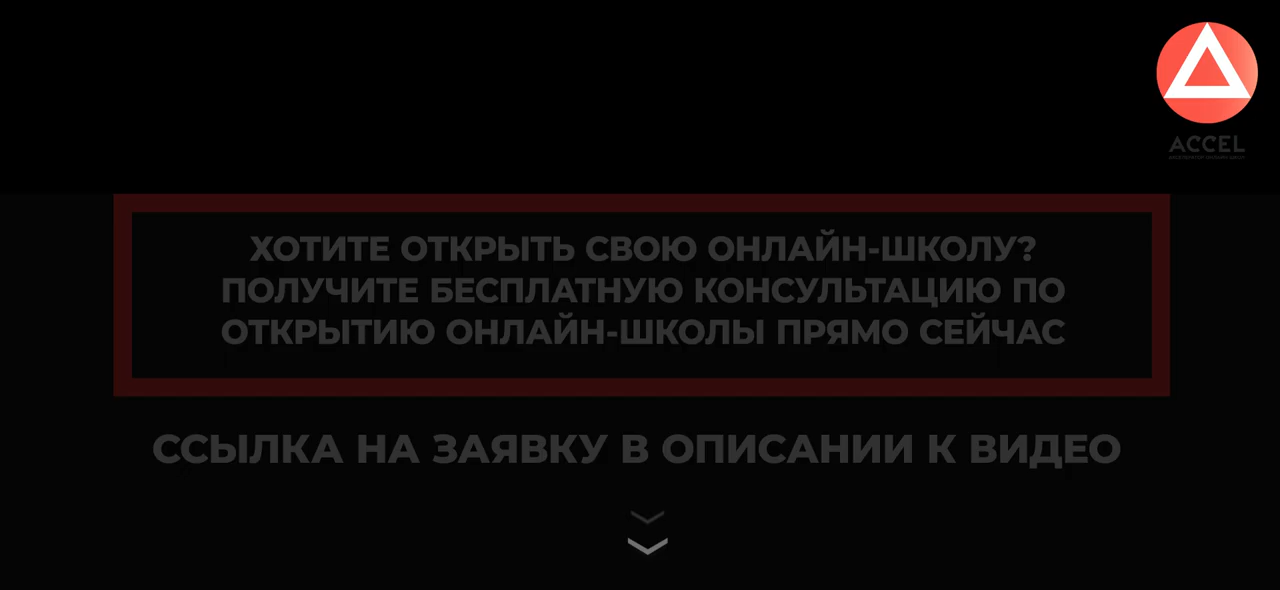 ACCEL
ХОТИТЕ ОТКРЫТЬ СВОЮ ОНЛАЙН-ШКОЛУ?
ПОЛУЧИТЕ БЕСПЛАТНУЮ КОНСУЛЬТАЦИЮ ПО
ОТКРЫТИЮ ОНЛАЙН-ШКОЛЫ ПРЯМО СЕЙЧАС
ССЫЛКА НА ЗАЯВКУ В ОПИСАНИИ К ВИДЕО